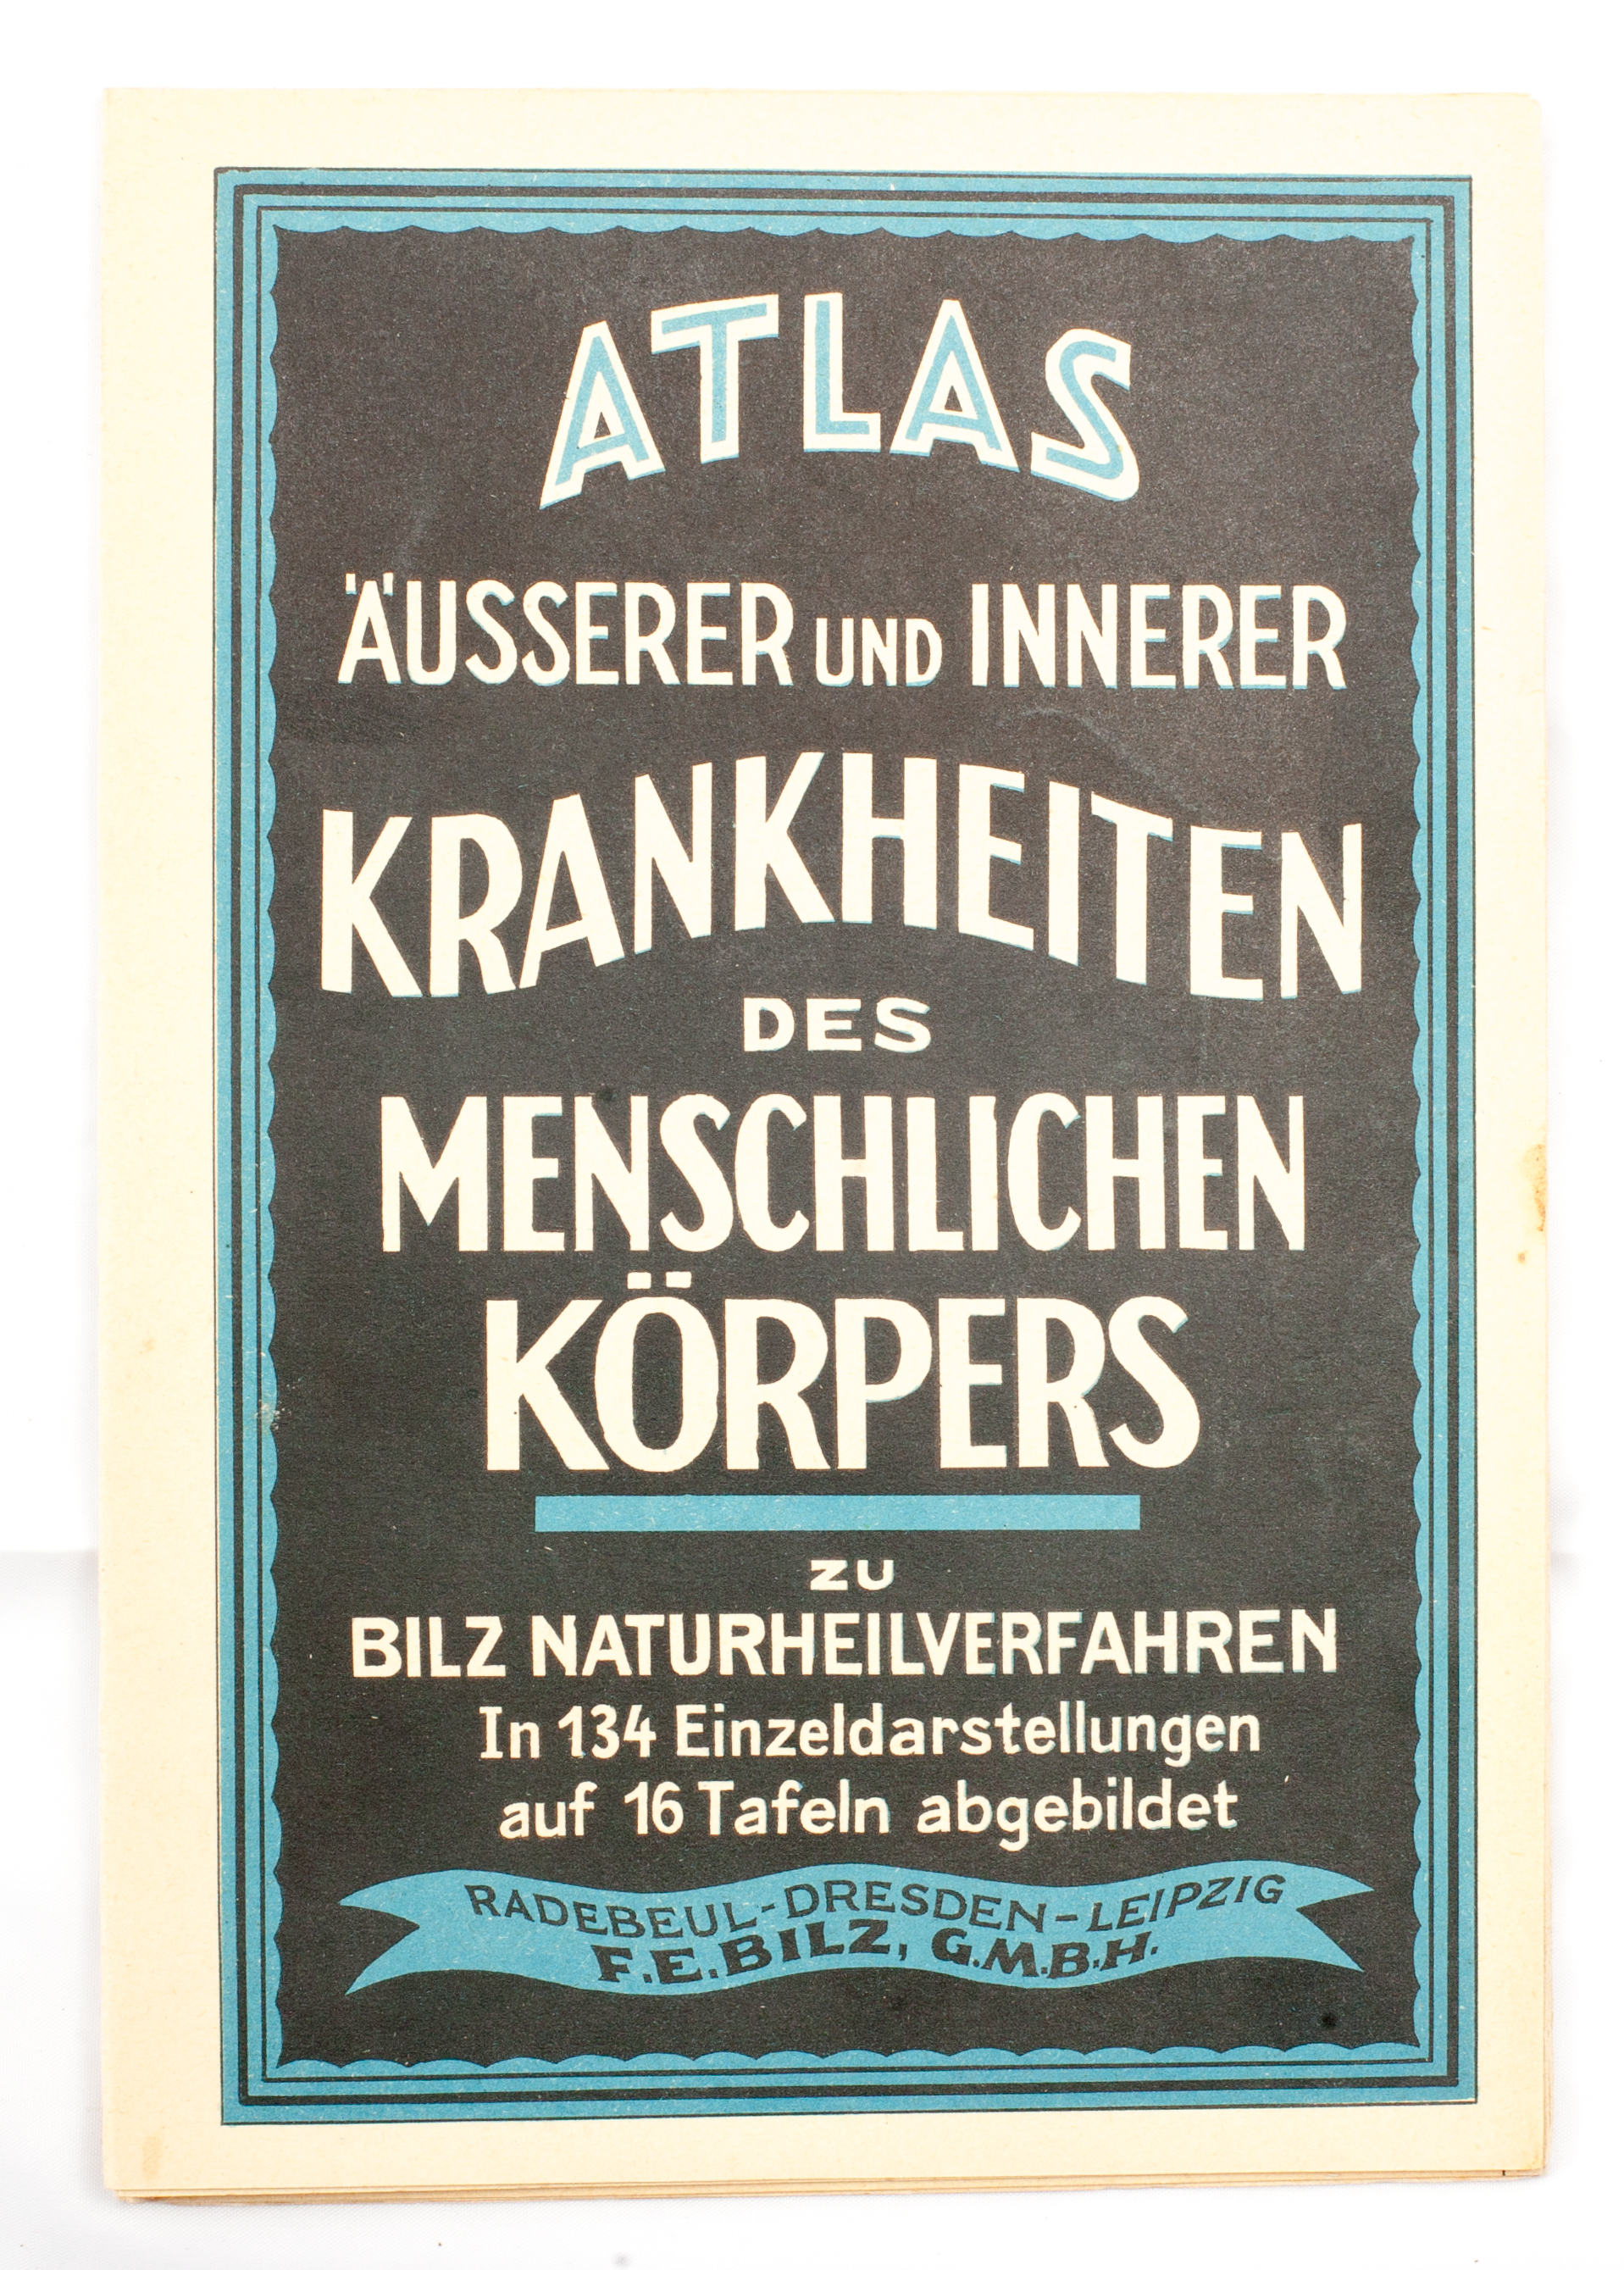 ATLAS
ÄUSSERER UND INNERER
KRANKHEITEN
DES
MENSCHLICHEN
KÖRPERS
ZU
BILZ NATURHEILVERFAHREN
In 134 Einzeldarstellungen
auf 16 Tafeln abgebildet
RADEBEUL-DRESDEN-LEIPZIG
F.E.BILZ, G.M.B.H.